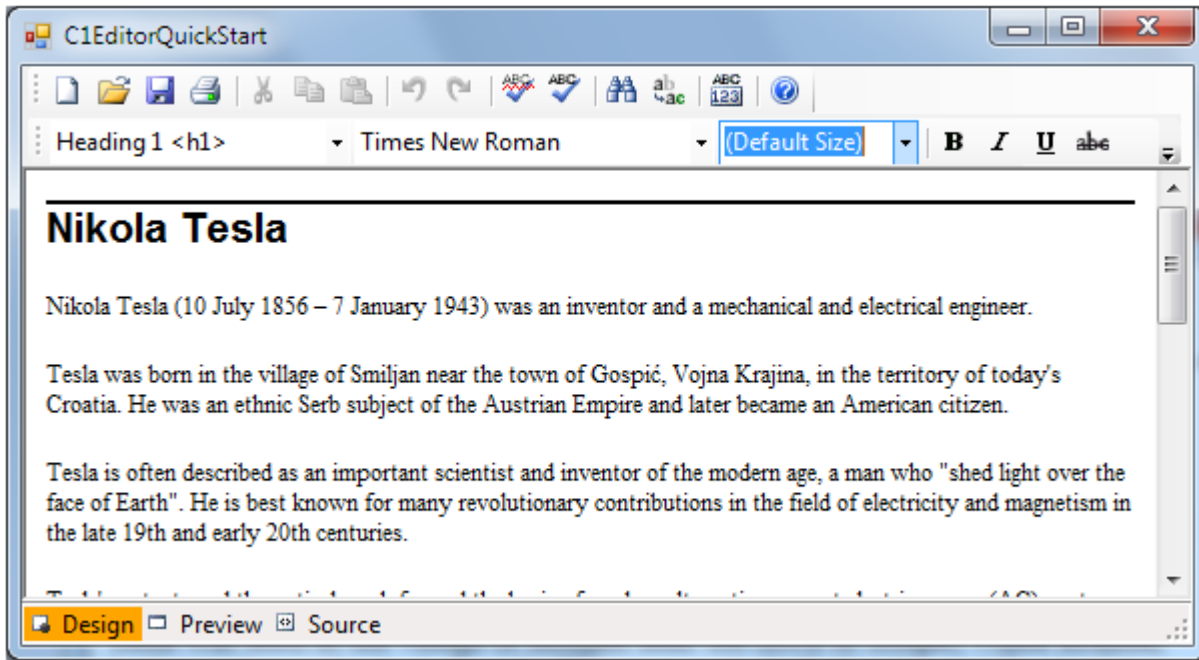 C1EditorQuickStart
ABC ABC ab ac ABC 123
Heading 1 <h1> Times New Roman (Default Size) B I U abc
Nikola Tesla
Nikola Tesla (10 July 1856 – 7 January 1943) was an inventor and a mechanical and electrical engineer.
Tesla was born in the village of Smiljan near the town of Gospić, Vojna Krajina, in the territory of today's
Croatia. He was an ethnic Serb subject of the Austrian Empire and later became an American citizen.
Tesla is often described as an important scientist and inventor of the modern age, a man who "shed light over the
face of Earth". He is best known for many revolutionary contributions in the field of electricity and magnetism in
the late 19th and early 20th centuries.
Design Preview Source